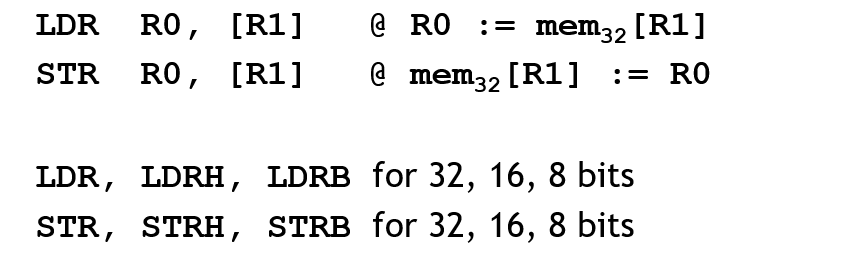 LDR R0, [R1] @ R0 := mem32[R1]
STR R0, [R1] @ mem32[R1] := R0
LDR, LDRH, LDRB for 32, 16, 8 bits
STR, STRH, STRB for 32, 16, 8 bits